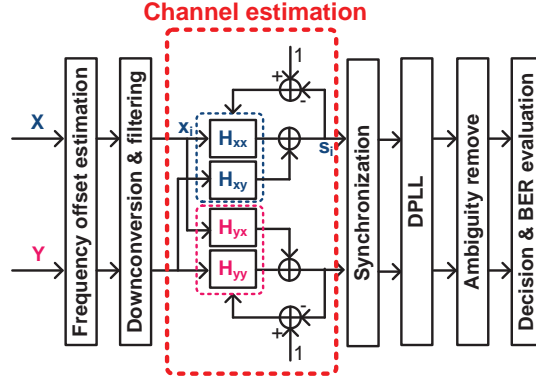 Channel estimation
1
+
-
X
Y
Frequency offset estimation
Downconversion & filtering
xi
Hxx
Hxy
Hyx
Hyy
si
-
+
1
Synchronization
DPLL
Ambiguity remove
Decision & BER evaluation